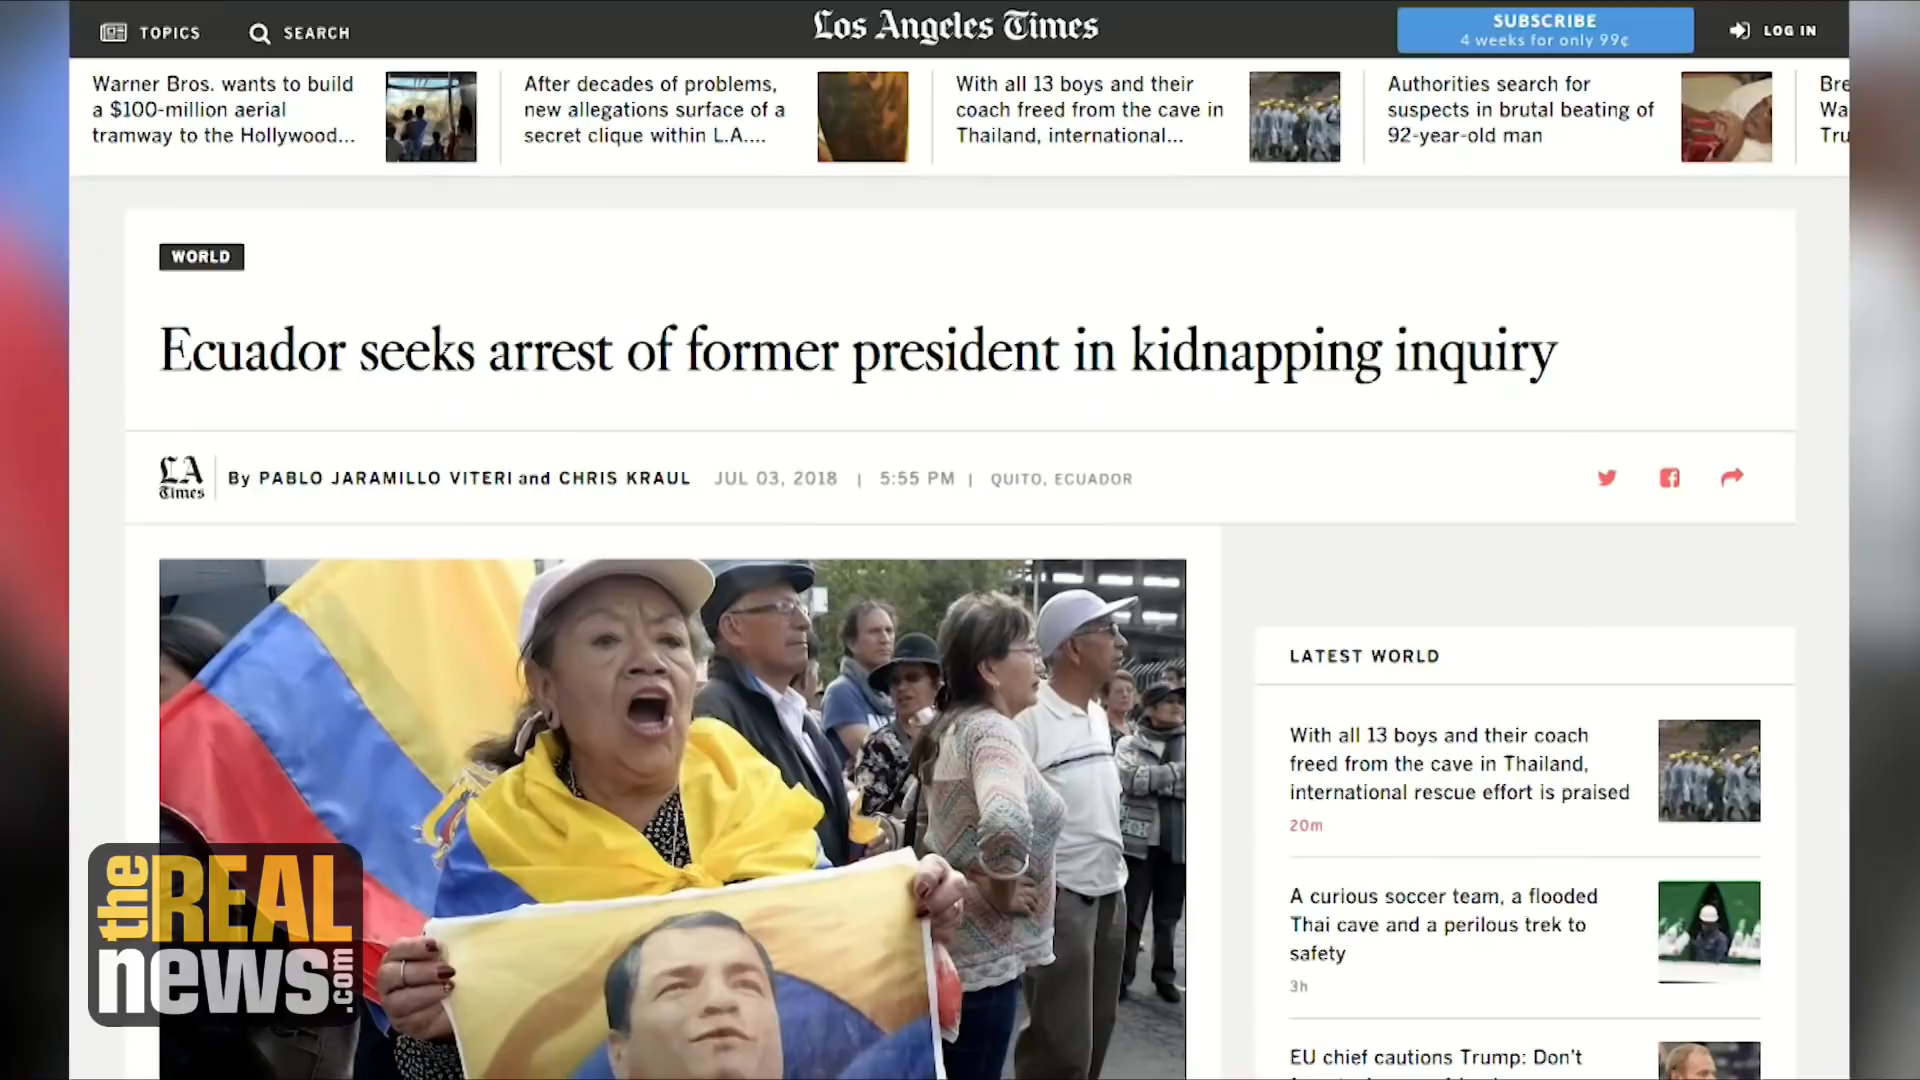 TOPICS
SEARCH
Los Angeles Times
SUBSCRIBE
4 weeks for only 99¢
LOG IN
Warner Bros. wants to build
a $100-million aerial
tramway to the Hollywood...
After decades of problems,
new allegations surface of a
secret clique within L.A....
With all 13 boys and their
coach freed from the cave in
Thailand, international...
Authorities search for
suspects in brutal beating of
92-year-old man
Bre
Wa
Tru
WORLD
Ecuador seeks arrest of former president in kidnapping inquiry
LA
Times
By PABLO JARAMILLO VITERI and CHRIS KRAUL JUL 03, 2018 | 5:55 PM | QUITO, ECUADOR
LATEST WORLD
With all 13 boys and their coach
freed from the cave in Thailand,
international rescue effort is praised
20m
A curious soccer team, a flooded
Thai cave and a perilous trek to
safety
3h
EU chief cautions Trump: Don't
the REAL
news.com